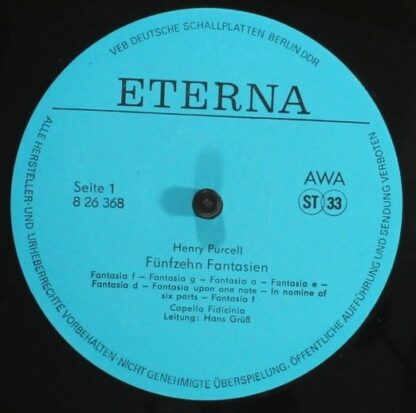 VEB DEUTSCHE SCHALLPLATTEN BERLIN DDR
ETERNA
Seite 1
8 26 368
AWA
ST 33
Henry Purcell
Fünfzehn Fantasien
Fantasia f – Fantasia g – Fantasia a – Fantasia e –
Fantasia d – Fantasia upon one note – In nomine of
six parts – Fantasia f
Capella Fidicinia
Leitung: Hans Grüß
ALLE HERSTELLER- UND URHEBERRECHTE VORBEHALTEN · NICHT GENEHMIGTE ÜBERSPIELUNG, ÖFFENTLICHE AUFFÜHRUNG UND SENDUNG VERBOTEN